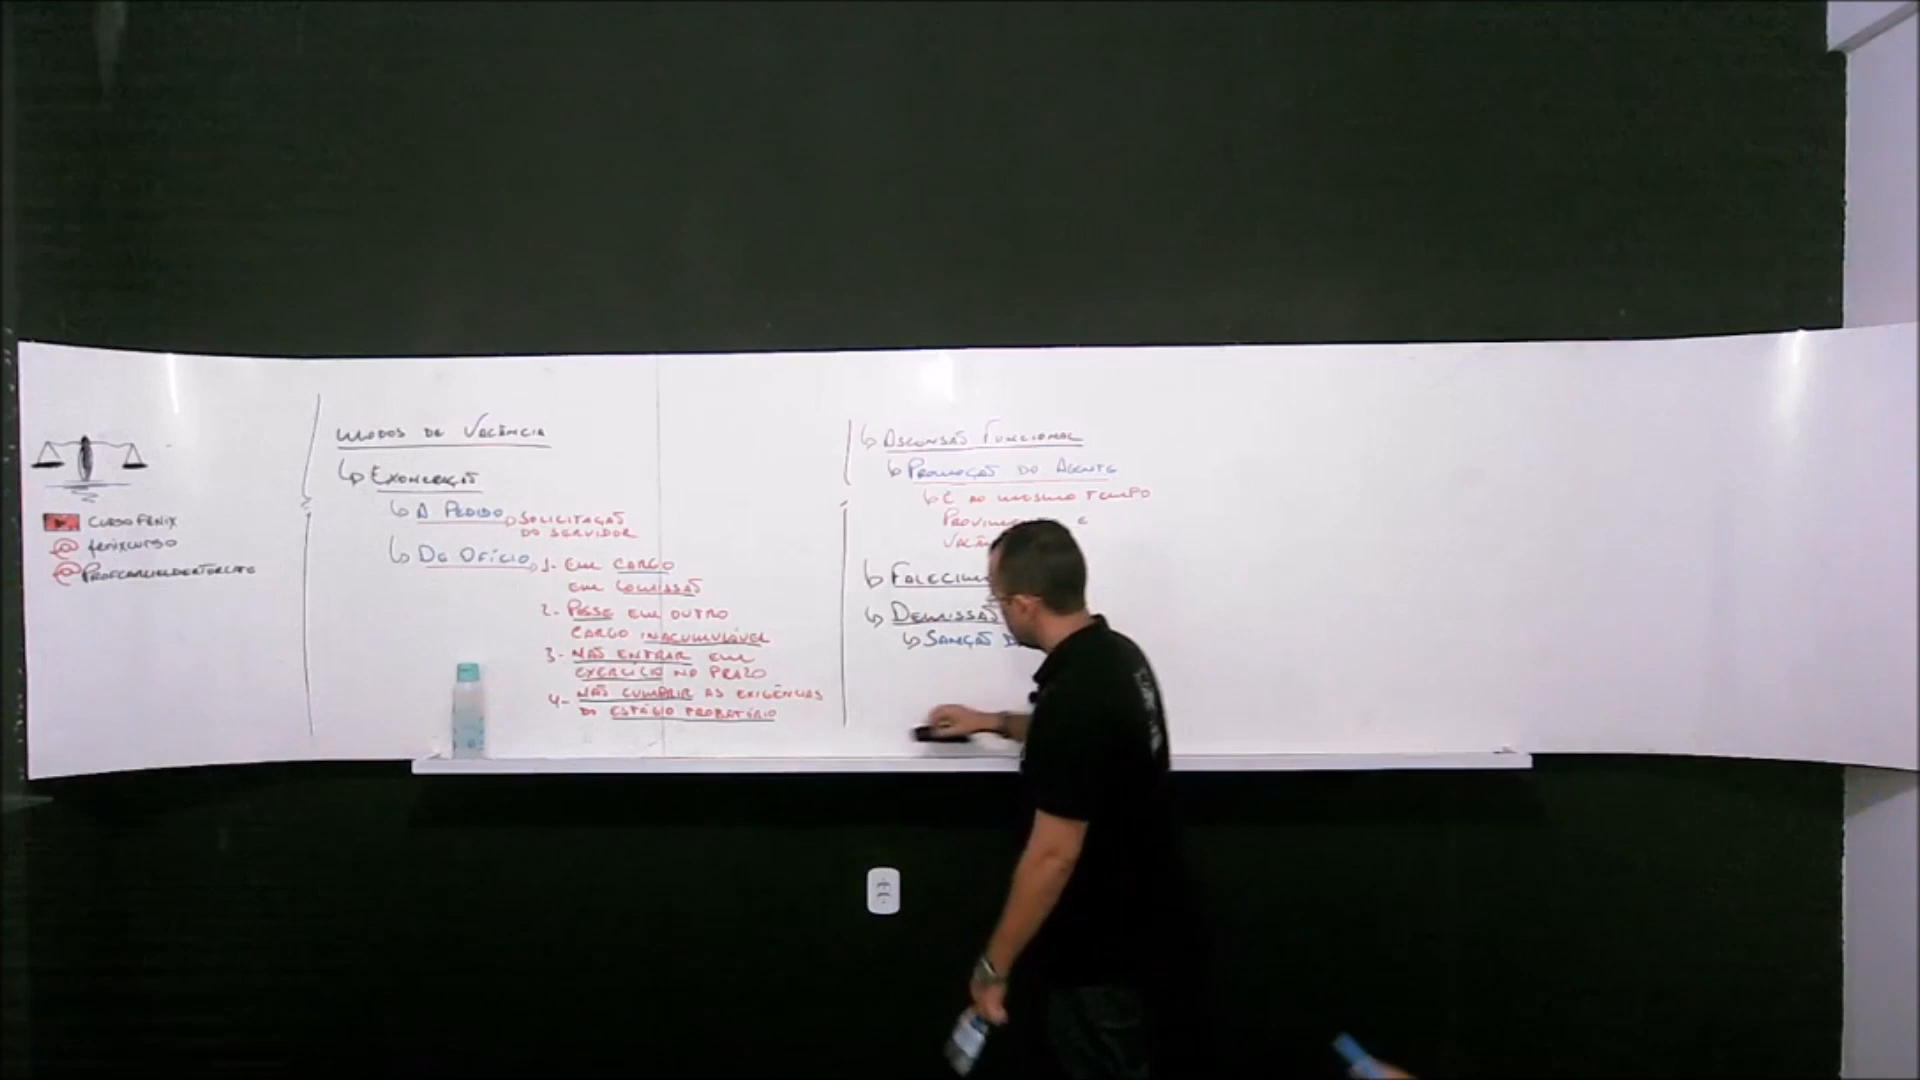 CURSO FÊNIX
@ fenixcurso
MODOS DE VACÂNCIA
EXONERAÇÃO
A PEDIDO
SOLICITAÇÃO
DO SERVIDOR
DE OFÍCIO
1- EM CARGO
EM COMISSÃO
2- POSSE EM OUTRO
CARGO INACUMULÁVEL
3- NÃO ENTRAR EM
EXERCÍCIO NO PRAZO
4- NÃO CUMPRIR AS EXIGÊNCIAS
DO ESTÁGIO PROBATÓRIO
ASCENSÃO FUNCIONAL
PROMOÇÃO DO AGENTE
É AO MESMO TEMPO
E
DEMISSÃO
SANÇÃO